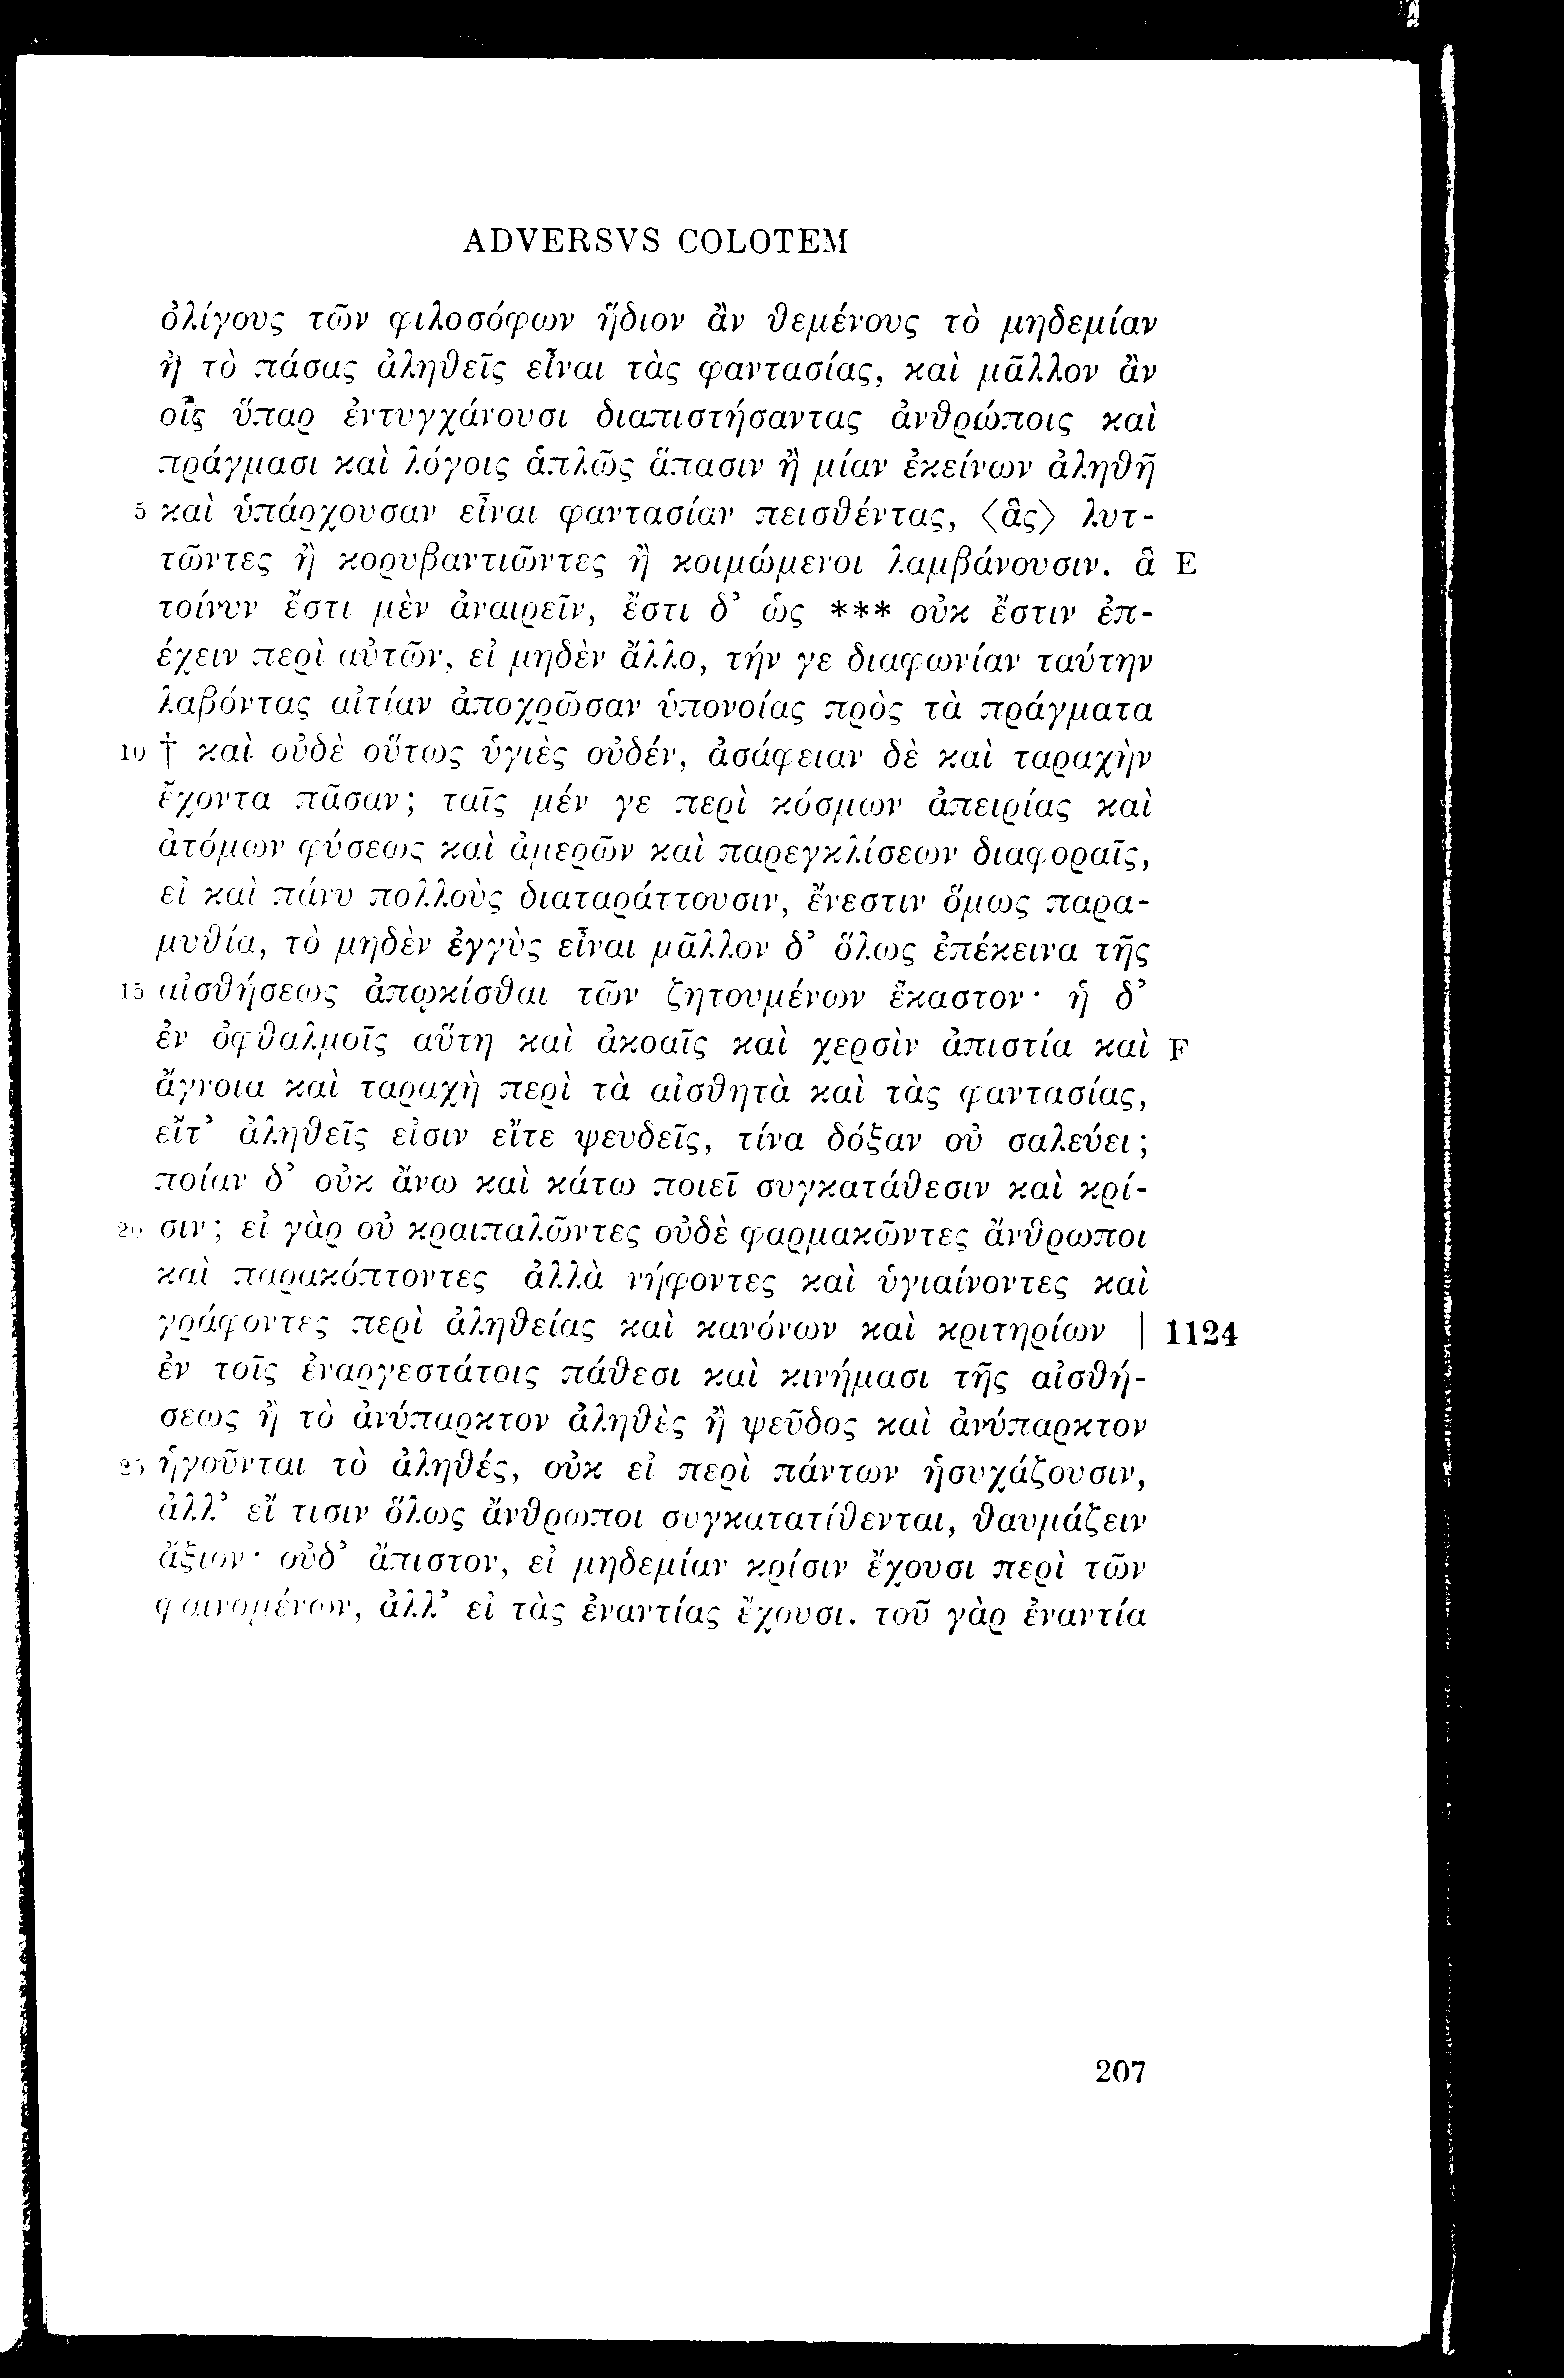 ADVERSVS COLOTEM
ὀλίγους τῶν φιλοσόφων ἥδιον ἂν θεμένους τὸ μηδεμίαν
ἢ τὸ πάσας ἀληθεῖς εἶναι τὰς φαντασίας, καὶ μᾶλλον ἂν
οἷς ὕπαρ ἐντυγχάνουσι διαπιστήσαντας ἀνθρώποις καὶ
πράγμασι καὶ λόγοις ἁπλῶς ἅπασιν ἢ μίαν ἐκείνων ἀληθῆ
5 καὶ ὑπάρχουσαν εἶναι φαντασίαν πεισθέντας, ⟨ἃς⟩ λυτ-
τῶντες ἢ κορυβαντιῶντες ἢ κοιμώμενοι λαμβάνουσιν. ἃ E
τοίνυν ἔστι μὲν ἀναιρεῖν, ἔστι δ’ ὡς *** οὐκ ἔστιν ἐπ-
έχειν περὶ αὐτῶν, εἰ μηδὲν ἄλλο, τήν γε διαφωνίαν ταύτην
λαβόντας αἰτίαν ἀποχρῶσαν ὑπονοίας πρὸς τὰ πράγματα
10 † καὶ οὐδὲ οὕτως ὑγιὲς οὐδέν, ἀσάφειαν δὲ καὶ ταραχὴν
ἔχοντα πᾶσαν; ταῖς μέν γε περὶ κόσμων ἀπειρίας καὶ
ἀτόμων φύσεως καὶ ἀμερῶν καὶ παρεγκλίσεων διαφοραῖς,
εἰ καὶ πάνυ πολλοὺς διαταράττουσιν, ἔνεστιν ὅμως παρα-
μυθία, τὸ μηδὲν ἐγγὺς εἶναι μᾶλλον δ’ ὅλως ἐπέκεινα τῆς
15 αἰσθήσεως ἀπῳκίσθαι τῶν ζητουμένων ἕκαστον· ἡ δ’
ἐν ὀφθαλμοῖς αὕτη καὶ ἀκοαῖς καὶ χερσὶν ἀπιστία καὶ F
ἄγνοια καὶ ταραχὴ περὶ τὰ αἰσθητὰ καὶ τὰς φαντασίας,
εἴτ’ ἀληθεῖς εἰσιν εἴτε ψευδεῖς, τίνα δόξαν οὐ σαλεύει;
ποίαν δ’ οὐκ ἄνω καὶ κάτω ποιεῖ συγκατάθεσιν καὶ κρί-
20 σιν; εἰ γὰρ οὐ κραιπαλῶντες οὐδὲ φαρμακῶντες ἄνθρωποι
καὶ παρακόπτοντες ἀλλὰ νήφοντες καὶ ὑγιαίνοντες καὶ
γράφοντες περὶ ἀληθείας καὶ κανόνων καὶ κριτηρίων | 1124
ἐν τοῖς ἐναργεστάτοις πάθεσι καὶ κινήμασι τῆς αἰσθή-
σεως ἢ τὸ ἀνύπαρκτον ἀληθὲς ἢ ψεῦδος καὶ ἀνύπαρκτον
25 ἡγοῦνται τὸ ἀληθές, οὐκ εἰ περὶ πάντων ἡσυχάζουσιν,
ἀλλ’ εἴ τισιν ὅλως ἄνθρωποι συγκατατίθενται, θαυμάζειν
ἄξιον· οὐδ’ ἄπιστον, εἰ μηδεμίαν κρίσιν ἔχουσι περὶ τῶν
φαινομένων, ἀλλ’ εἰ τὰς ἐναντίας ἔχουσι. τοῦ γὰρ ἐναντία
207